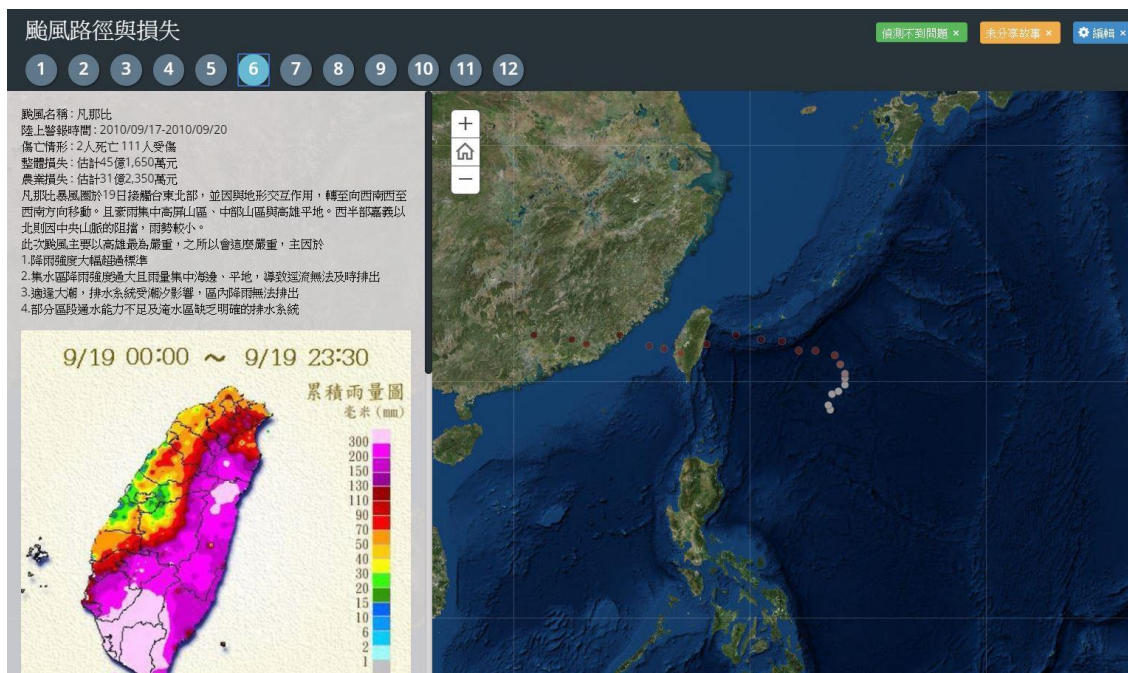 颱風路徑與損失
偵測不到問題 ×
未分享故事 ×
編輯 ×
1 2 3 4 5 6 7 8 9 10 11 12
颱風名稱：凡那比
陸上警報時間：2010/09/17-2010/09/20
傷亡情形：2人死亡 111人受傷
整體損失：估計45億1,650萬元
農業損失：估計31億2,350萬元
凡那比暴風圈於19日接觸台東北部，並因與地形交互作用，轉至向西南西至
西南方向移動。且豪雨集中高屏山區、中部山區與高雄平地。西半部嘉義以
北則因中央山脈的阻擋，雨勢較小。
此次颱風主要以高雄最為嚴重，之所以會這麼嚴重，主因於
1.降雨強度大幅超過標準
2.集水區降雨強度過大且雨量集中海邊、平地，導致逕流無法及時排出
3.適逢大潮，排水系統受潮汐影響，區內降雨無法排出
4.部分區段通水能力不足及淹水區缺乏明確的排水系統
9/19 00:00 ～ 9/19 23:30
累積雨量圖
毫米(mm)
300
200
150
130
110
90
70
50
40
30
20
15
10
6
2
1
+
−